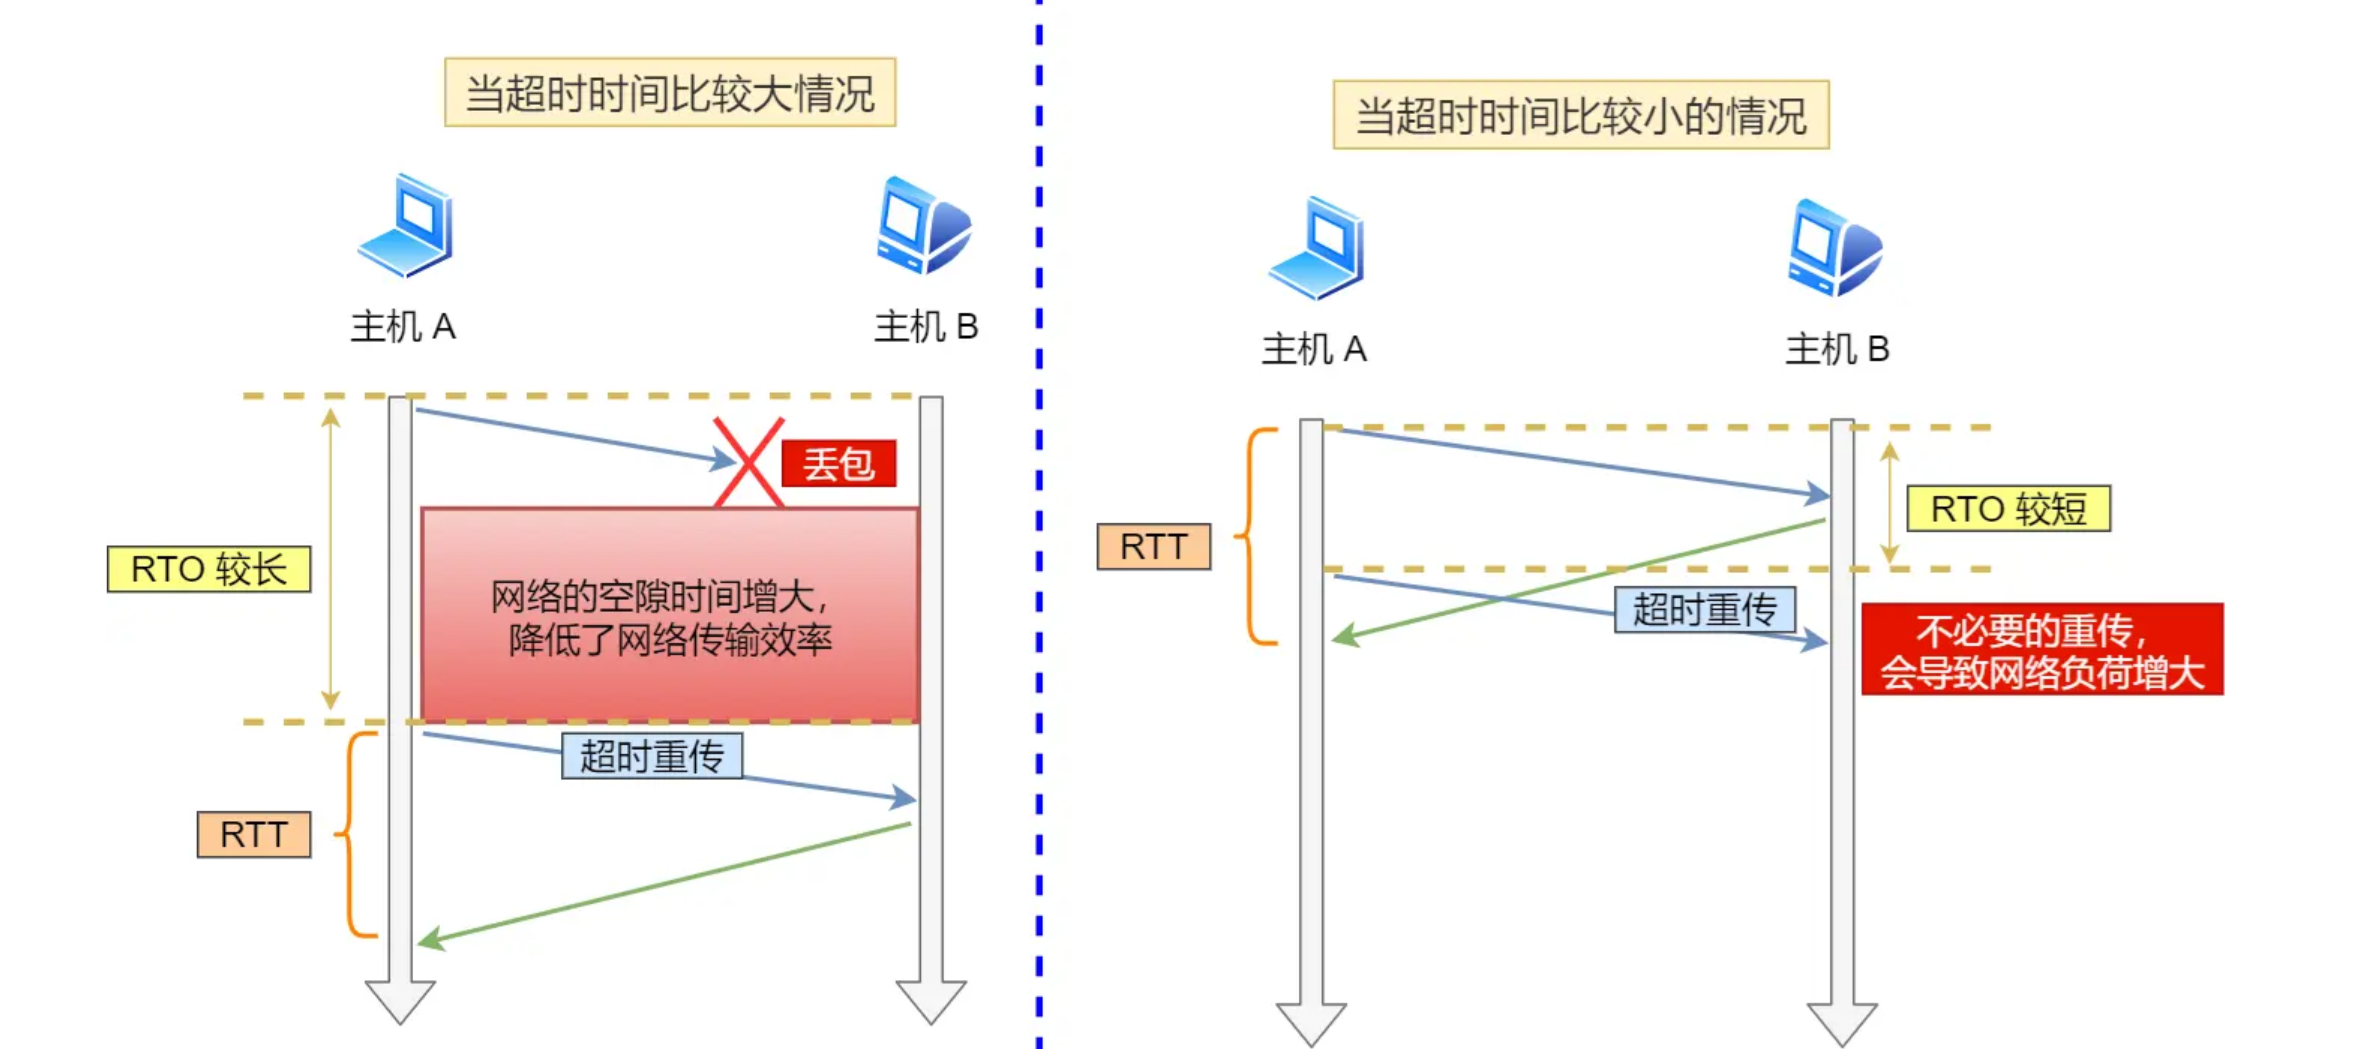 当超时时间比较大情况
主机 A
主机 B
丢包
RTO 较长
网络的空隙时间增大，
降低了网络传输效率
超时重传
RTT
当超时时间比较小的情况
主机 A
主机 B
RTT
RTO 较短
超时重传
不必要的重传，
会导致网络负荷增大